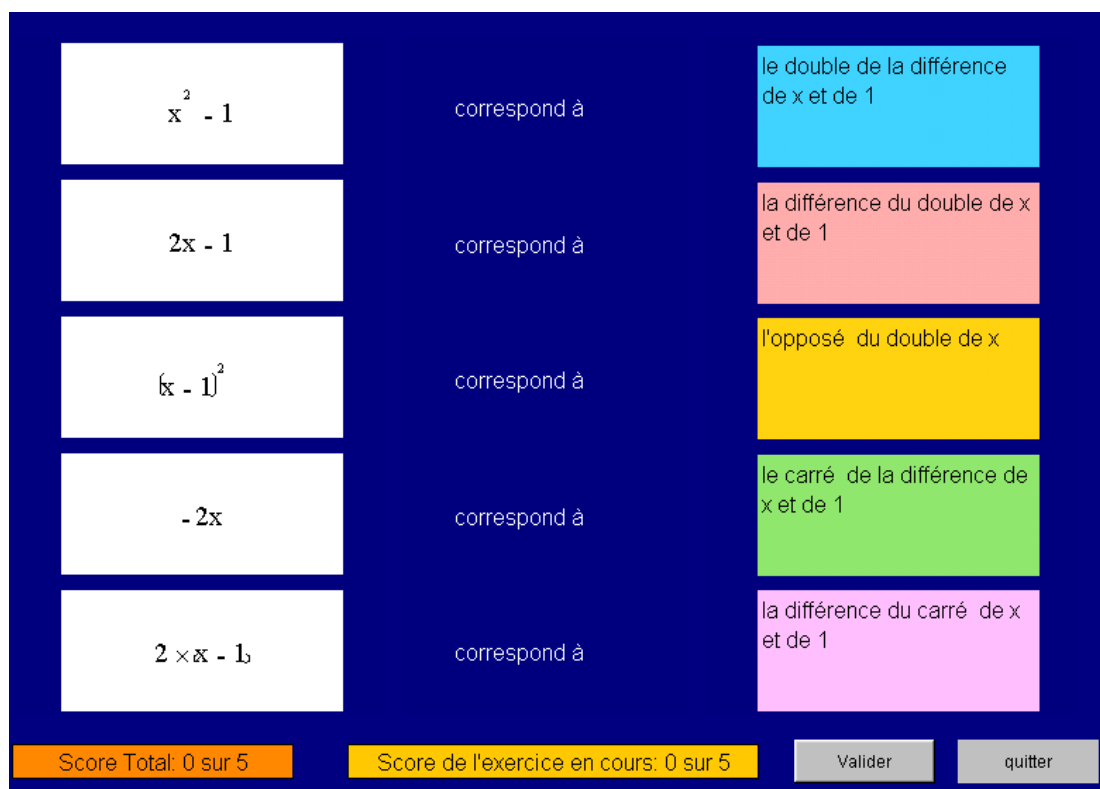 x² - 1
correspond à
le double de la différence
de x et de 1
2x - 1
correspond à
la différence du double de x
et de 1
(x - 1)²
correspond à
l'opposé du double de x
- 2x
correspond à
le carré de la différence de
x et de 1
2 × (x - 1)
correspond à
la différence du carré de x
et de 1
Score Total: 0 sur 5
Score de l'exercice en cours: 0 sur 5
Valider
quitter